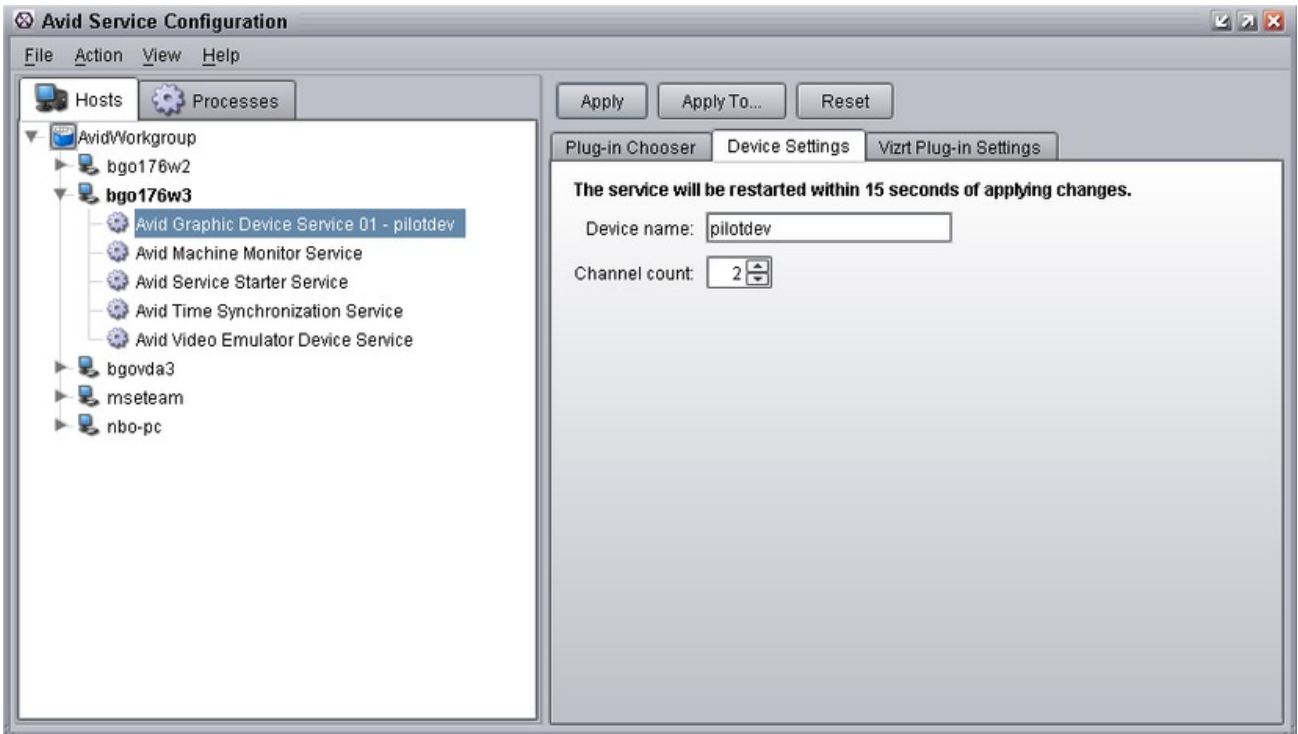 Avid Service Configuration
File Action View Help
Hosts Processes
AvidWorkgroup
bgo176w2
bgo176w3
Avid Graphic Device Service 01 - pilotdev
Avid Machine Monitor Service
Avid Service Starter Service
Avid Time Synchronization Service
Avid Video Emulator Device Service
bgovda3
mseteam
nbo-pc
Apply Apply To... Reset
Plug-in Chooser Device Settings Vizrt Plug-in Settings
The service will be restarted within 15 seconds of applying changes.
Device name: pilotdev
Channel count: 2